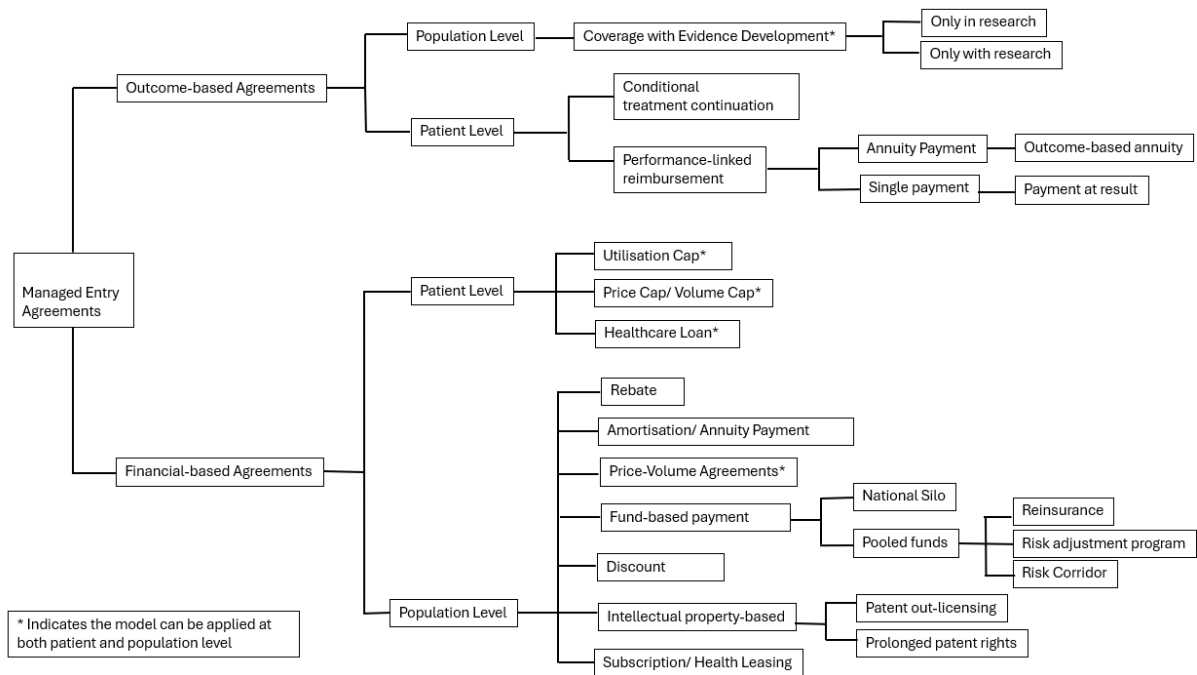 Population Level
Coverage with Evidence Development*
Only in research
Only with research
Outcome-based Agreements
Conditional
treatment continuation
Patient Level
Performance-linked
reimbursement
Annuity Payment
Outcome-based annuity
Single payment
Payment at result
Managed Entry
Agreements
Utilisation Cap*
Patient Level
Price Cap/ Volume Cap*
Healthcare Loan*
Rebate
Amortisation/ Annuity Payment
Financial-based Agreements
Price-Volume Agreements*
Fund-based payment
National Silo
Pooled funds
Reinsurance
Risk adjustment program
Risk Corridor
Discount
Population Level
Intellectual property-based
Patent out-licensing
Prolonged patent rights
Subscription/ Health Leasing
* Indicates the model can be applied at
both patient and population level